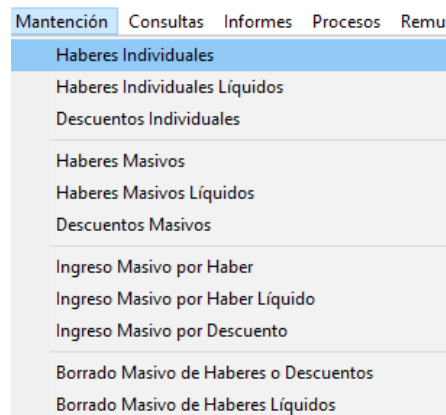 Mantención Consultas Informes Procesos Remu
Haberes Individuales
Haberes Individuales Líquidos
Descuentos Individuales
Haberes Masivos
Haberes Masivos Líquidos
Descuentos Masivos
Ingreso Masivo por Haber
Ingreso Masivo por Haber Líquido
Ingreso Masivo por Descuento
Borrado Masivo de Haberes o Descuentos
Borrado Masivo de Haberes Líquidos